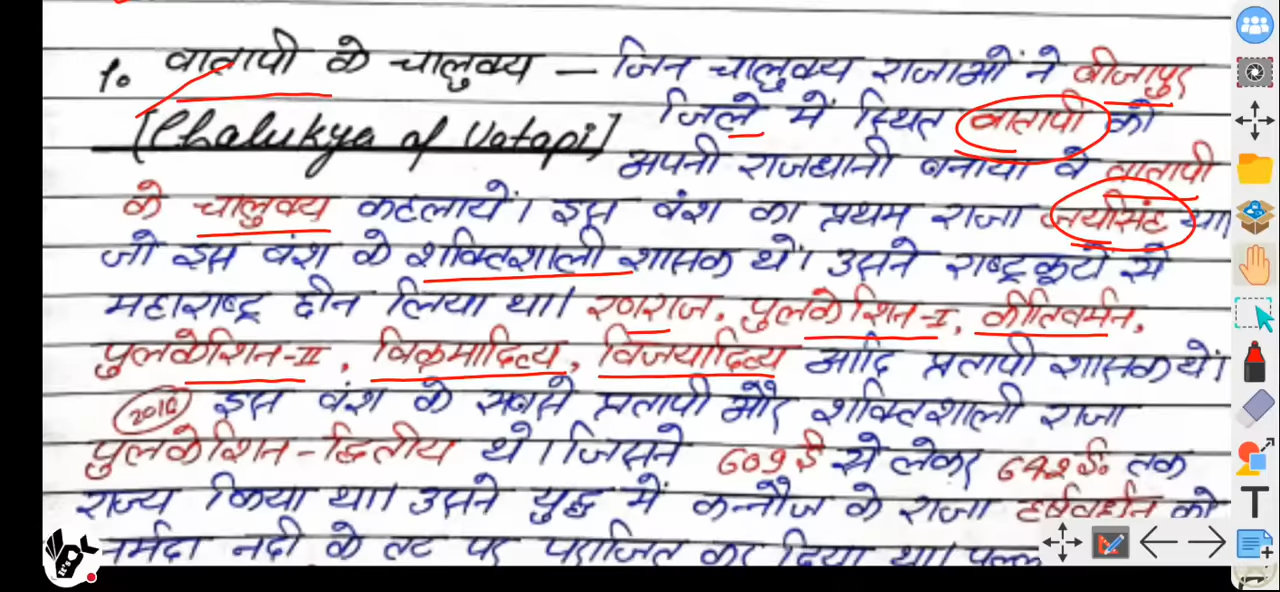 1. वातापी के चालुक्य — जिन चालुक्य राजाओं ने बीजापुर
[Chalukya of Vatapi] जिले में स्थित वातापी को
अपनी राजधानी बनाया वे वातापी
के चालुक्य कहलायें। इस वंश का प्रथम राजा जयसिंह था।
जो इस वंश के शक्तिशाली शासक थें। उसने राष्ट्रकूटों से
महाराष्ट्र छीन लिया था। रणराज, पुलकेशिन-I, कीर्तिवर्मन,
पुलकेशिन-II, विक्रमादित्य, विजयादित्य आदि प्रतापी शासक थें।
2010 इस वंश के सबसे प्रतापी और शक्तिशाली राजा
पुलकेशिन-द्वितीय थे। जिसने 609 ई से लेकर 642 ई० तक
राज्य किया था। उसने युद्ध में कन्नौज के राजा हर्षवर्धन को
नर्मदा नदी के तट पर पराजित कर दिया था। पल्ल